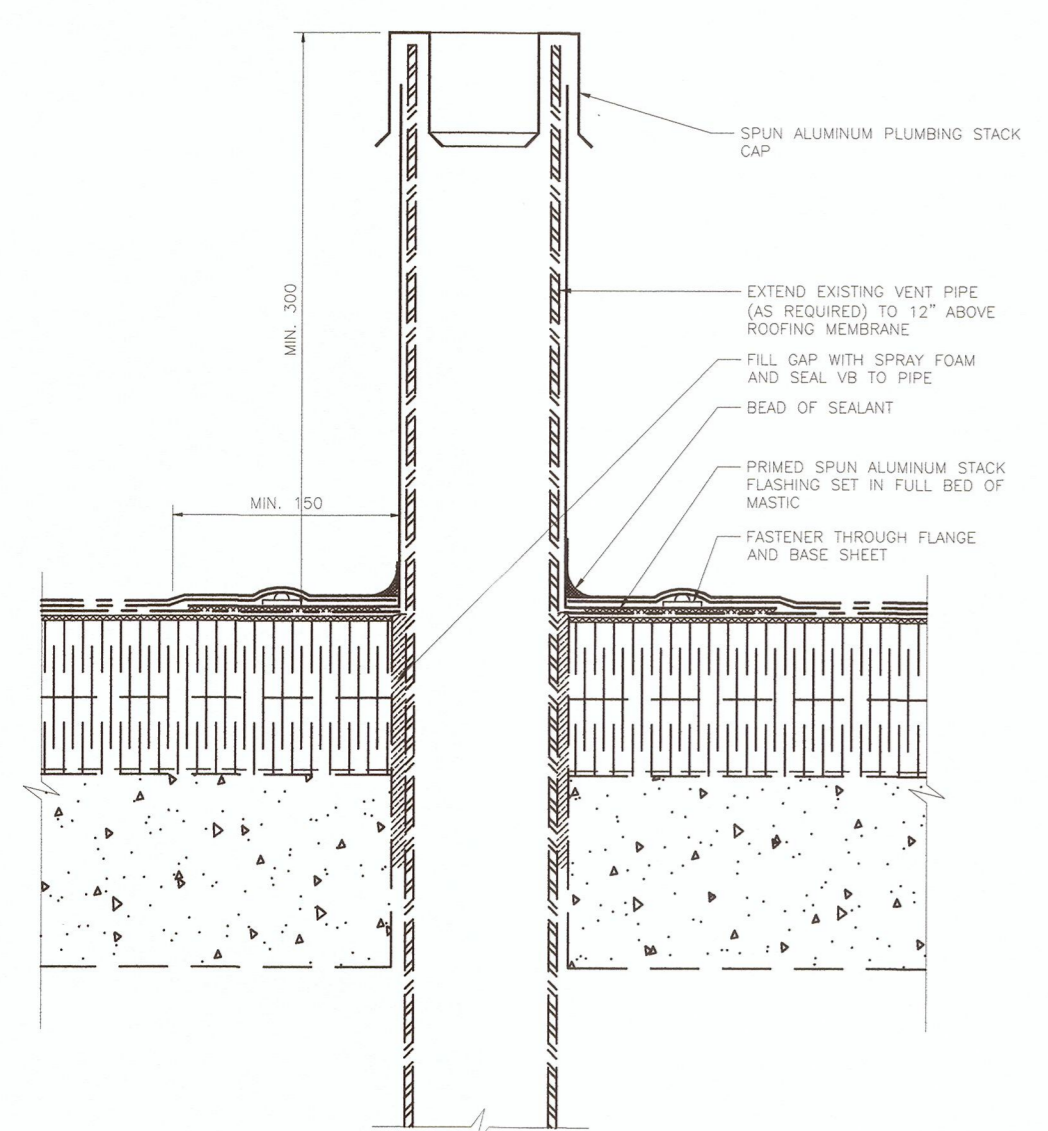 SPUN ALUMINUM PLUMBING STACK
CAP
EXTEND EXISTING VENT PIPE
(AS REQUIRED) TO 12" ABOVE
ROOFING MEMBRANE
MIN. 300
FILL GAP WITH SPRAY FOAM
AND SEAL VB TO PIPE
BEAD OF SEALANT
PRIMED SPUN ALUMINUM STACK
FLASHING SET IN FULL BED OF
MASTIC
MIN. 150
FASTENER THROUGH FLANGE
AND BASE SHEET